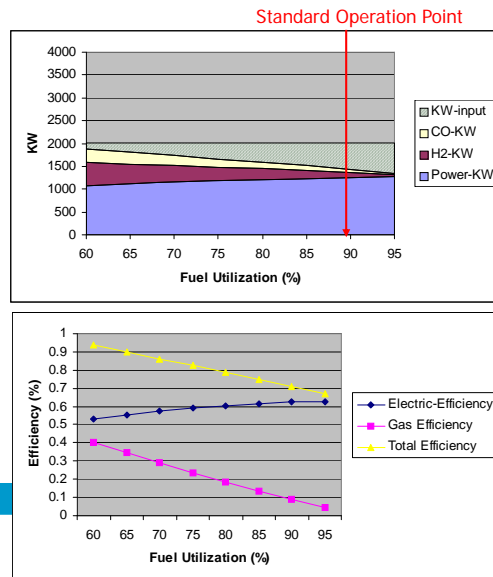 Standard Operation Point
4000
3500
3000
2500
2000
1500
1000
500
0
KW
60 65 70 75 80 85 90 95
Fuel Utilization (%)
KW-input
CO-KW
H2-KW
Power-KW
1
0.9
0.8
0.7
0.6
0.5
0.4
0.3
0.2
0.1
0
Efficiency (%)
60 65 70 75 80 85 90 95
Fuel Utilization (%)
Electric-Efficiency
Gas Efficiency
Total Efficiency